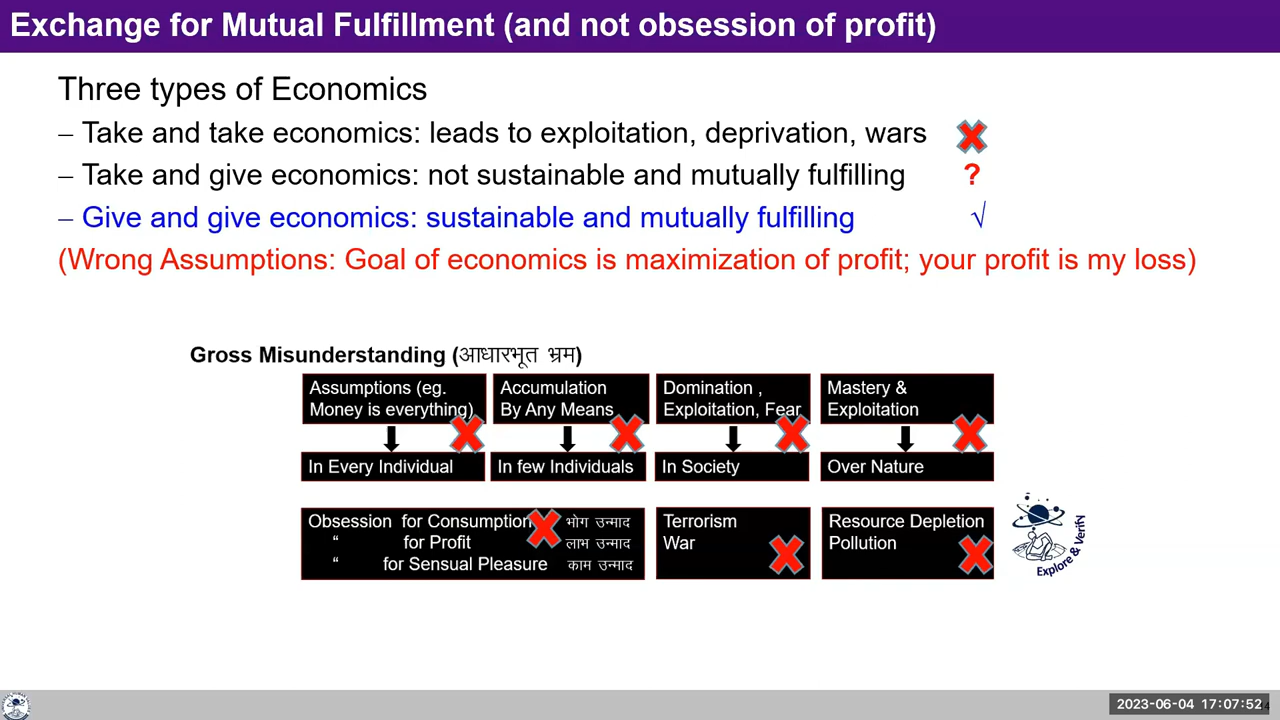 Exchange for Mutual Fulfillment (and not obsession of profit)
Three types of Economics
– Take and take economics: leads to exploitation, deprivation, wars
– Take and give economics: not sustainable and mutually fulfilling ?
– Give and give economics: sustainable and mutually fulfilling √
(Wrong Assumptions: Goal of economics is maximization of profit; your profit is my loss)
Gross Misunderstanding (आधारभूत भ्रम)
Assumptions (eg.
Money is everything)
Accumulation
By Any Means
Domination ,
Exploitation, Fear
Mastery &
Exploitation
In Every Individual
In few Individuals
In Society
Over Nature
Obsession for Consumption भोग उन्माद
“ for Profit लाभ उन्माद
“ for Sensual Pleasure काम उन्माद
Terrorism
War
Resource Depletion
Pollution
Explore & Verify
2023-06-04 17:07:52